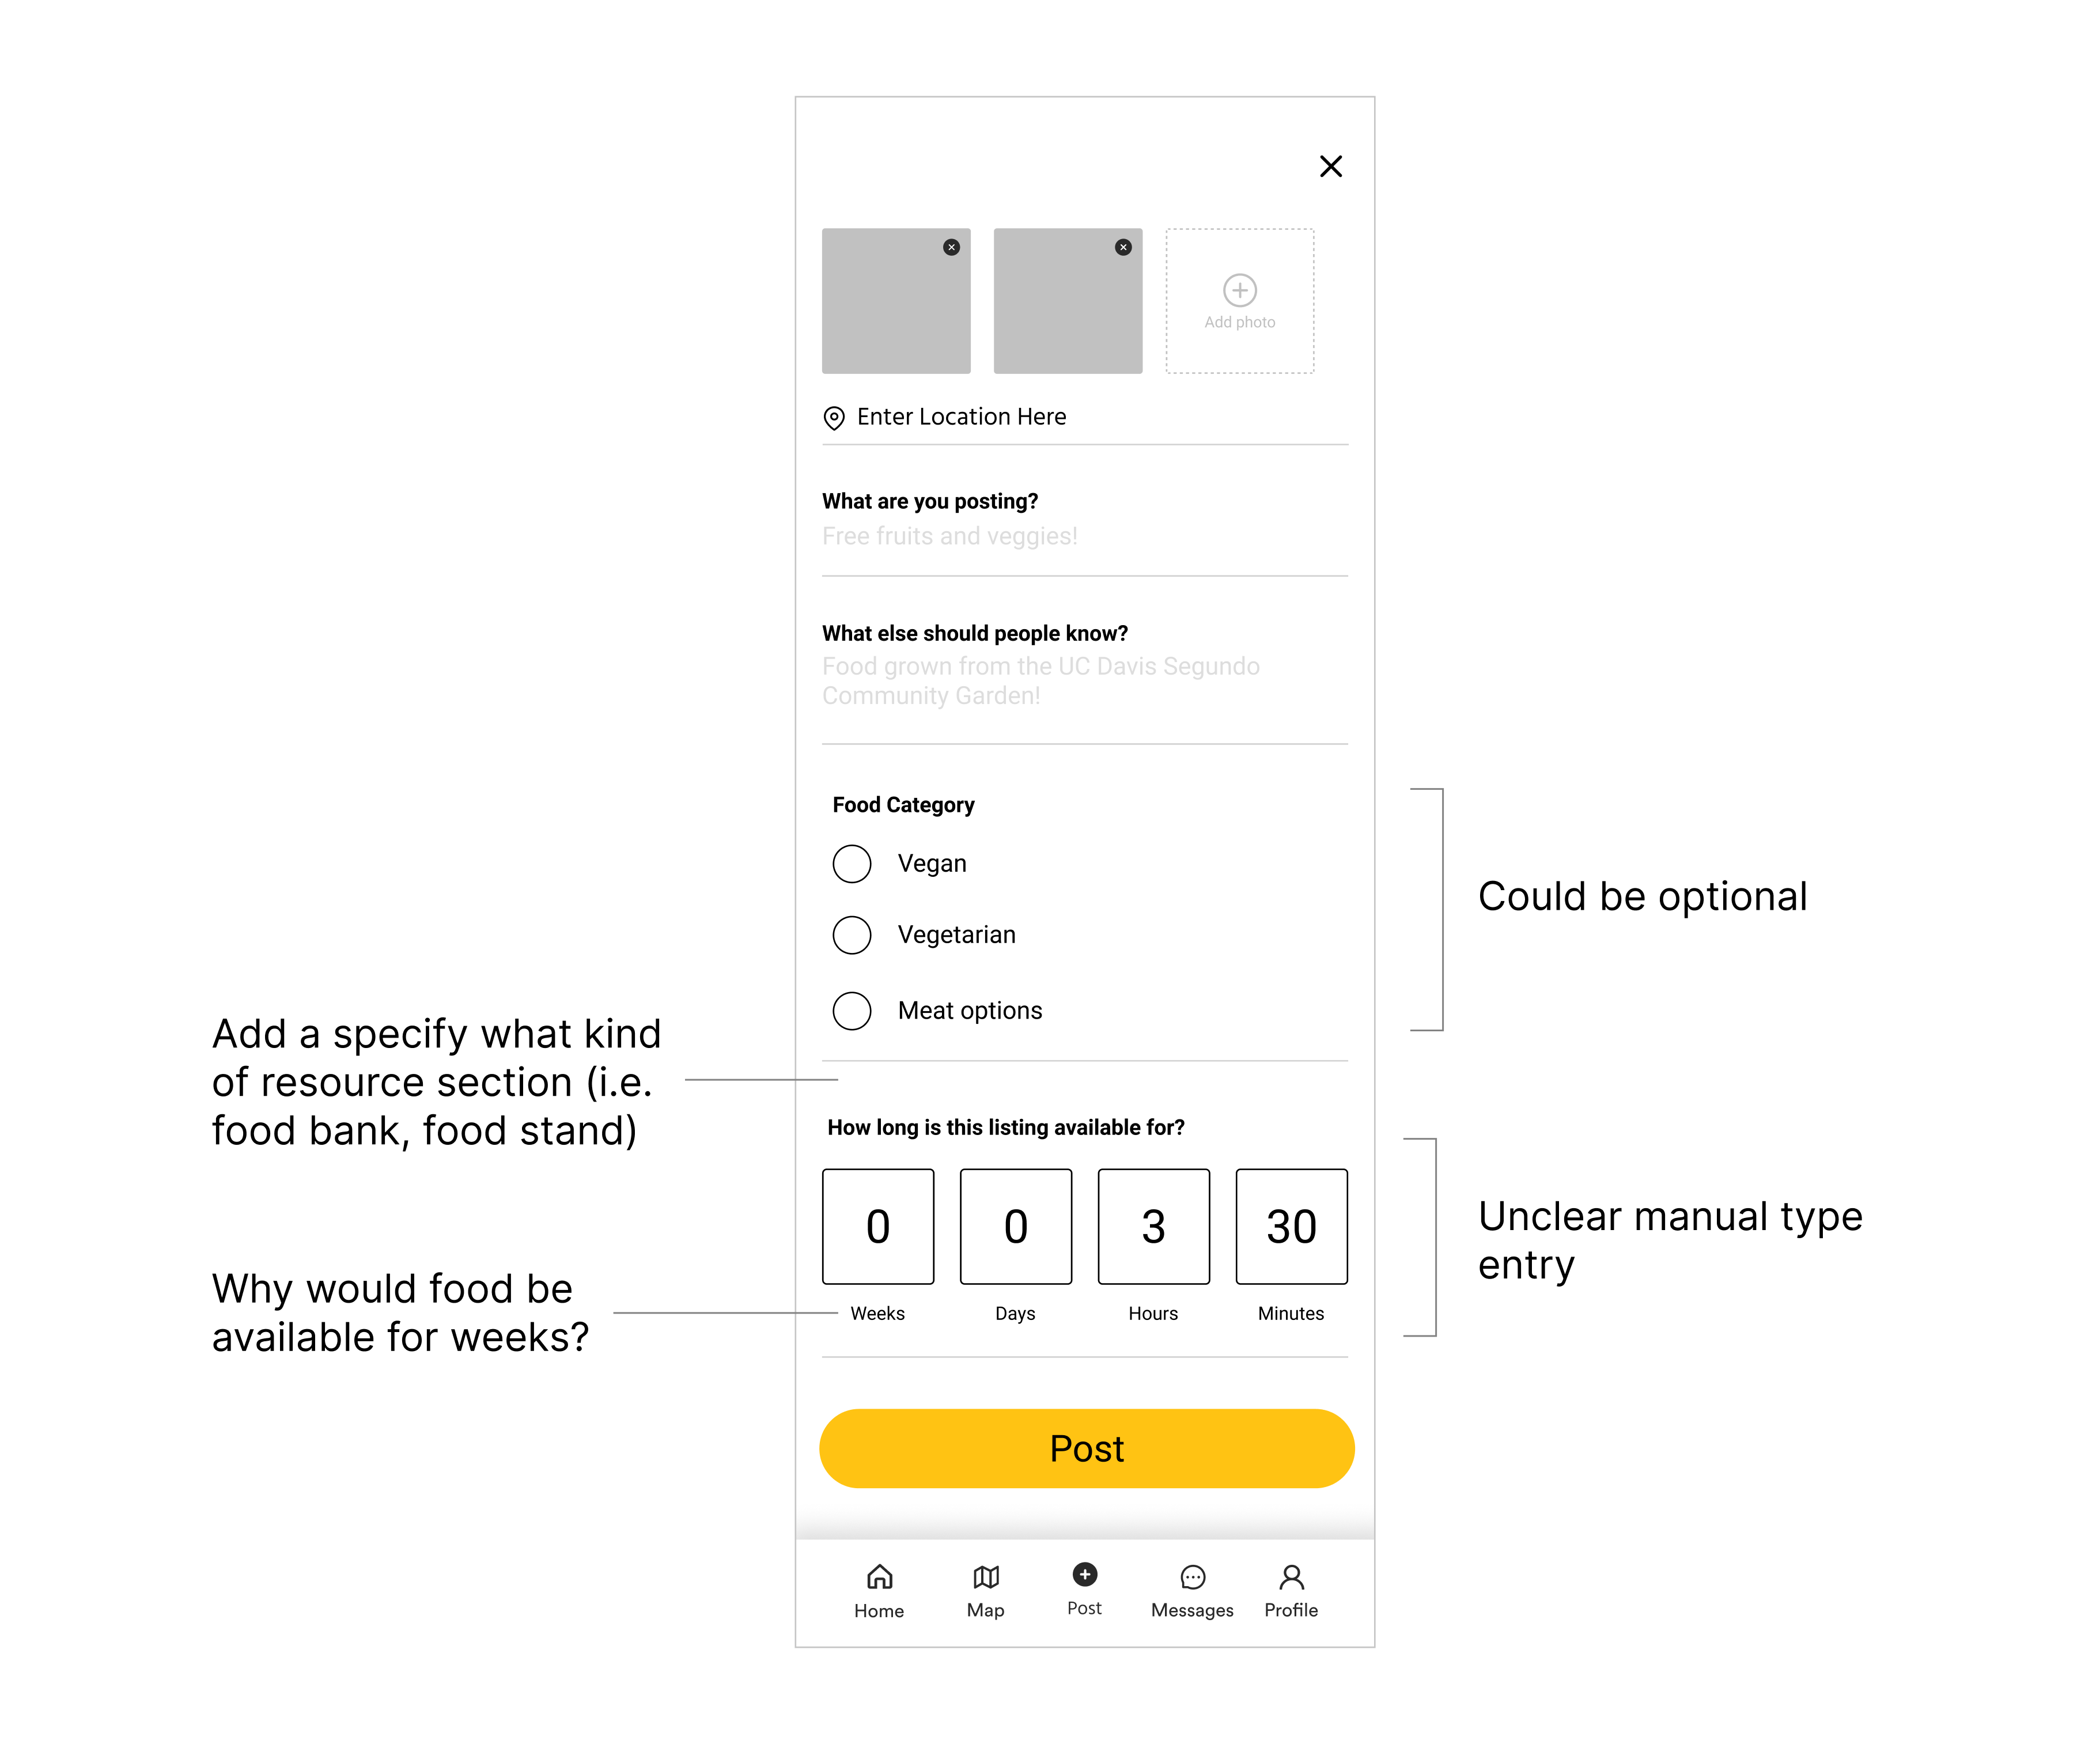 Add photo
Enter Location Here
What are you posting?
Free fruits and veggies!
What else should people know?
Food grown from the UC Davis Segundo
Community Garden!
Food Category
Vegan
Vegetarian
Meat options
Could be optional
Add a specify what kind
of resource section (i.e.
food bank, food stand)
How long is this listing available for?
0 0 3 30
Weeks Days Hours Minutes
Unclear manual type
entry
Why would food be
available for weeks?
Post
Home Map Post Messages Profile